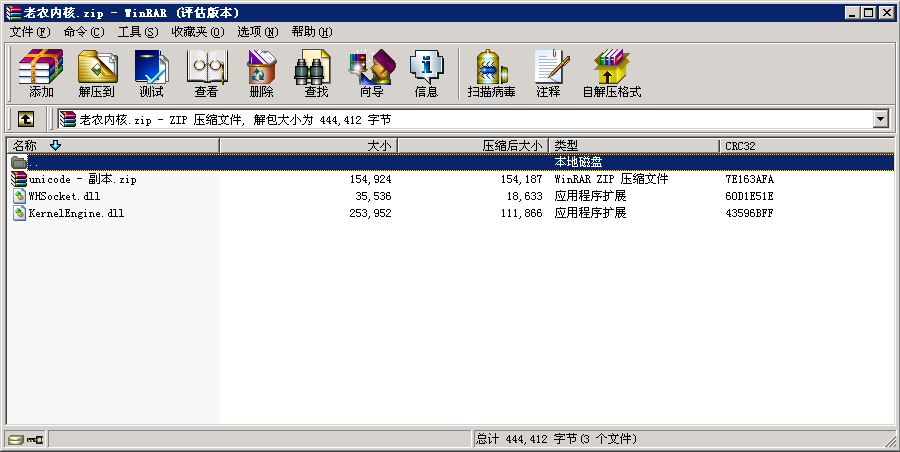 老农内核.zip - WinRAR (评估版本)
文件(F) 命令(C) 工具(S) 收藏夹(O) 选项(N) 帮助(H)
添加 解压到 测试 查看 删除 查找 向导 信息 扫描病毒 注释 自解压格式
老农内核.zip - ZIP 压缩文件, 解包大小为 444,412 字节
名称 大小 压缩后大小 类型 CRC32
.. 本地磁盘
unicode - 副本.zip 154,924 154,187 WinRAR ZIP 压缩文件 7E163AFA
WHSocket.dll 35,536 18,633 应用程序扩展 60D1E51E
KernelEngine.dll 253,952 111,866 应用程序扩展 43596BFF
总计 444,412 字节(3 个文件)